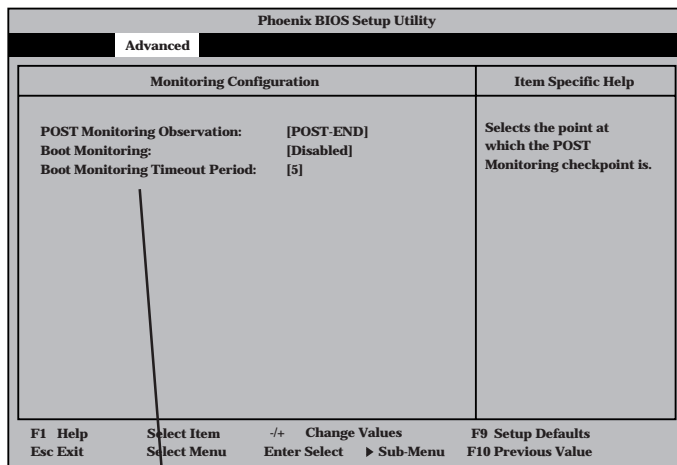 Phoenix BIOS Setup Utility
Advanced
Monitoring Configuration
Item Specific Help
POST Monitoring Observation: [POST-END]
Boot Monitoring: [Disabled]
Boot Monitoring Timeout Period: [5]
Selects the point at
which the POST
Monitoring checkpoint is.
F1 Help Select Item -/+ Change Values F9 Setup Defaults
Esc Exit Select Menu Enter Select ▶ Sub-Menu F10 Previous Value